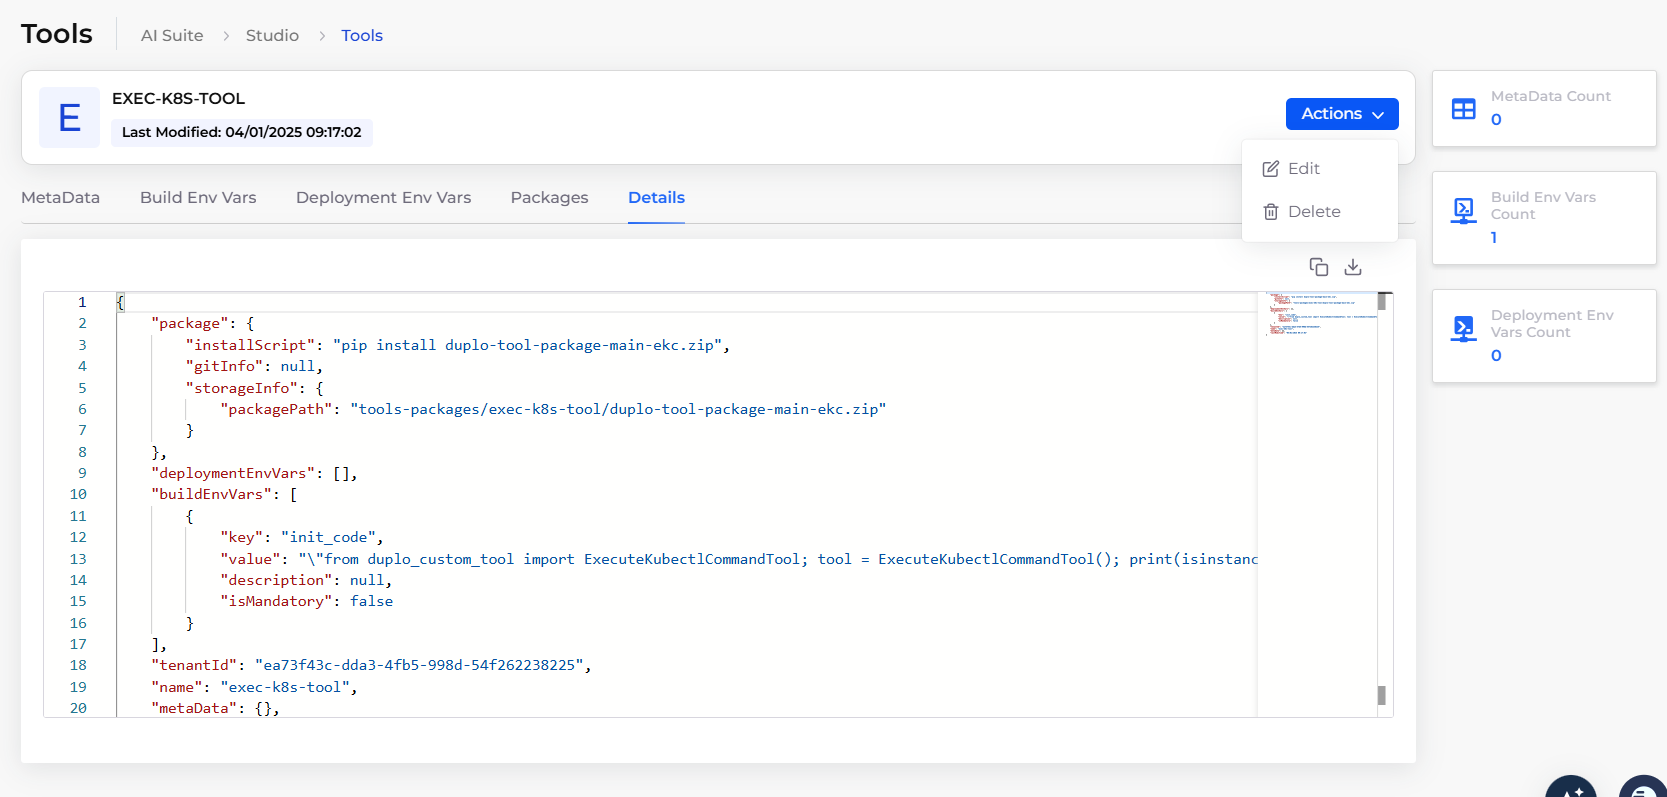 Tools
AI Suite > Studio > Tools
E
EXEC-K8S-TOOL
Last Modified: 04/01/2025 09:17:02
Actions
Edit
Delete
MetaData Count
0
Build Env Vars
Count
1
Deployment Env
Vars Count
0
MetaData
Build Env Vars
Deployment Env Vars
Packages
Details
1 {
2 "package": {
3 "installScript": "pip install duplo-tool-package-main-ekc.zip",
4 "gitInfo": null,
5 "storageInfo": {
6 "packagePath": "tools-packages/exec-k8s-tool/duplo-tool-package-main-ekc.zip"
7 }
8 },
9 "deploymentEnvVars": [],
10 "buildEnvVars": [
11 {
12 "key": "init_code",
13 "value": "\"from duplo_custom_tool import ExecuteKubectlCommandTool; tool = ExecuteKubectlCommandTool(); print(isinstanc
14 "description": null,
15 "isMandatory": false
16 }
17 ],
18 "tenantId": "ea73f43c-dda3-4fb5-998d-54f262238225",
19 "name": "exec-k8s-tool",
20 "metaData": {},